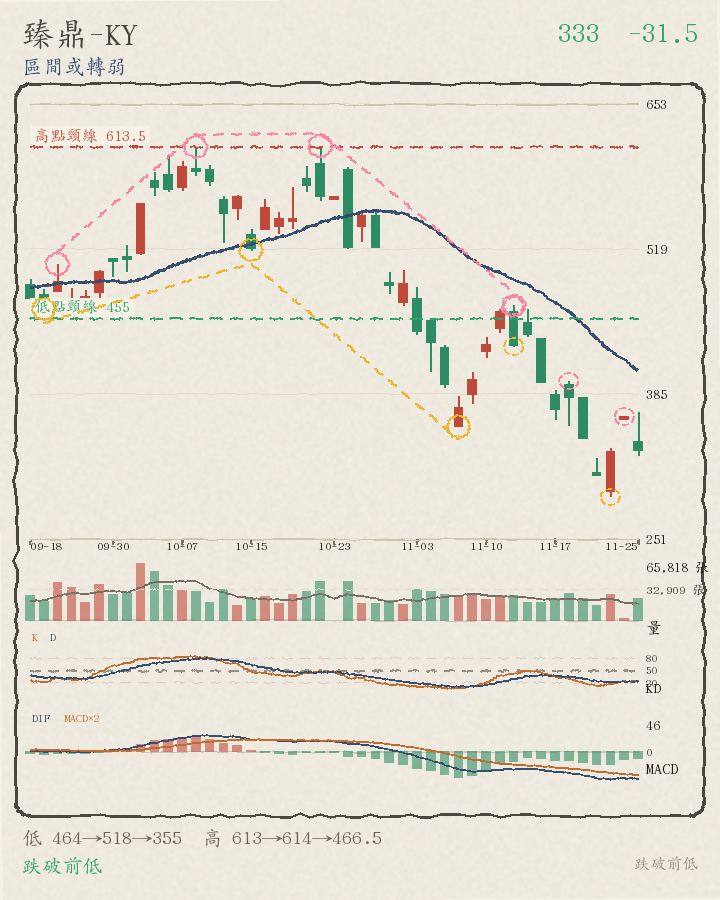 臻鼎-KY
333 -31.5
區間或轉弱
653
高點頸線 613.5
519
低點頸線 455
385
251
09-18 09-30 10-07 10-15 10-23 11-03 11-10 11-17 11-25
65,818 張
32,909 張
量
K D
80
50
20
KD
DIF MACD×2
46
0
MACD
低 464→518→355 高 613→614→466.5
跌破前低
跌破前低